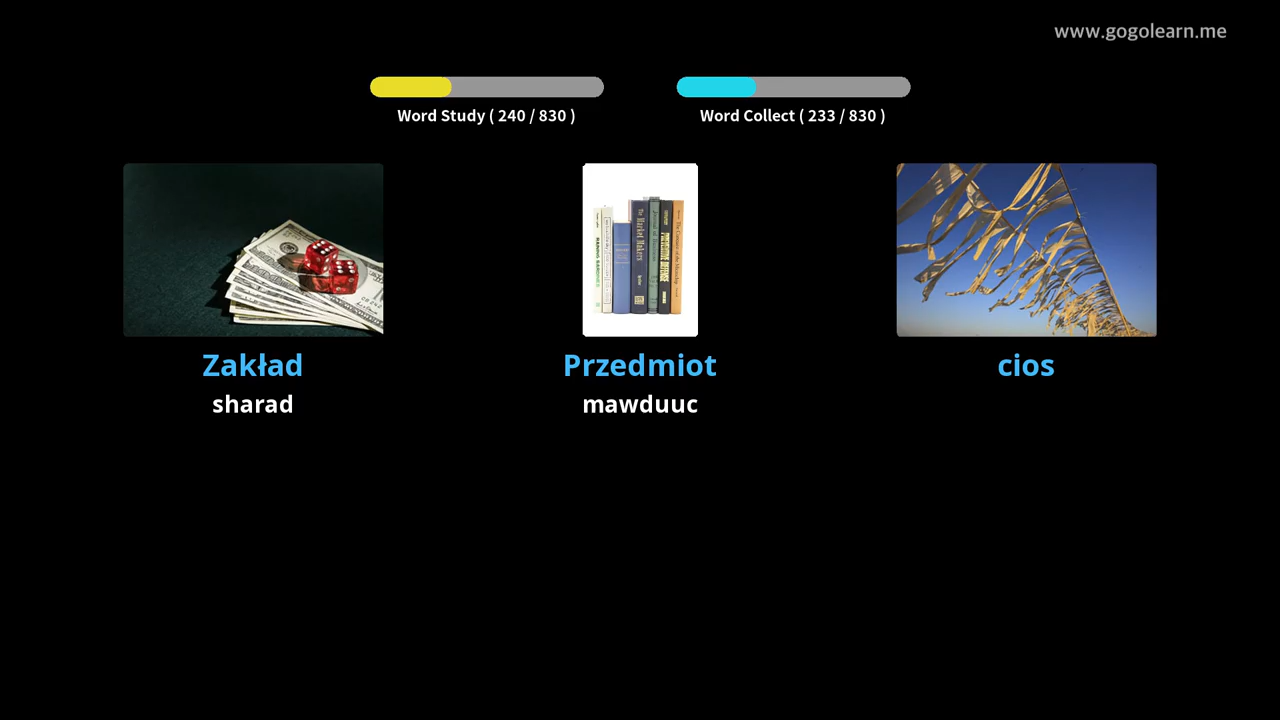 www.gogolearn.me
Word Study ( 240 / 830 )
Word Collect ( 233 / 830 )
Zakład
Przedmiot
cios
sharad
mawduuc